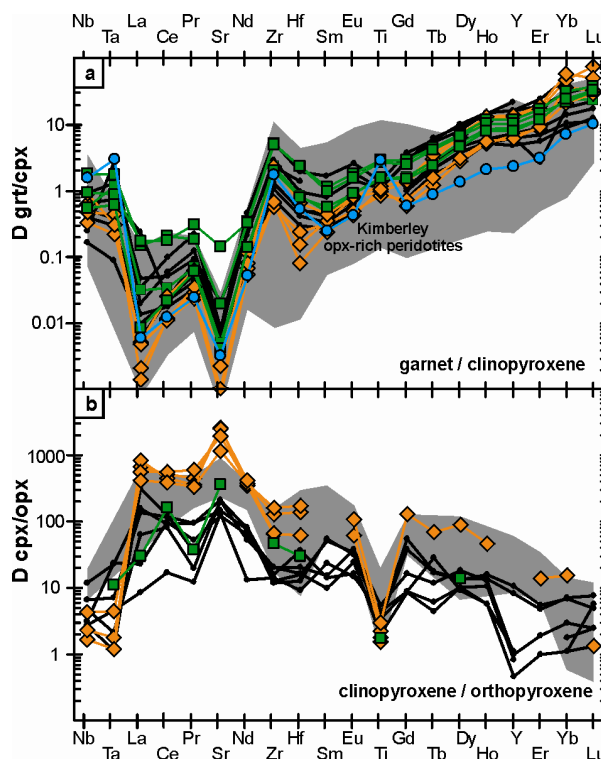 Nb La Pr Nd Hf Eu Gd Dy Y Yb
Ta Ce Sr Zr Sm Ti Tb Ho Er Lu
a
10
1
0.1
0.01
D grt/cpx
Kimberley
opx-rich peridotites
garnet / clinopyroxene
b
1000
100
10
1
D cpx/opx
clinopyroxene / orthopyroxene
Nb La Pr Nd Hf Eu Gd Dy Y Yb
Ta Ce Sr Zr Sm Ti Tb Ho Er Lu